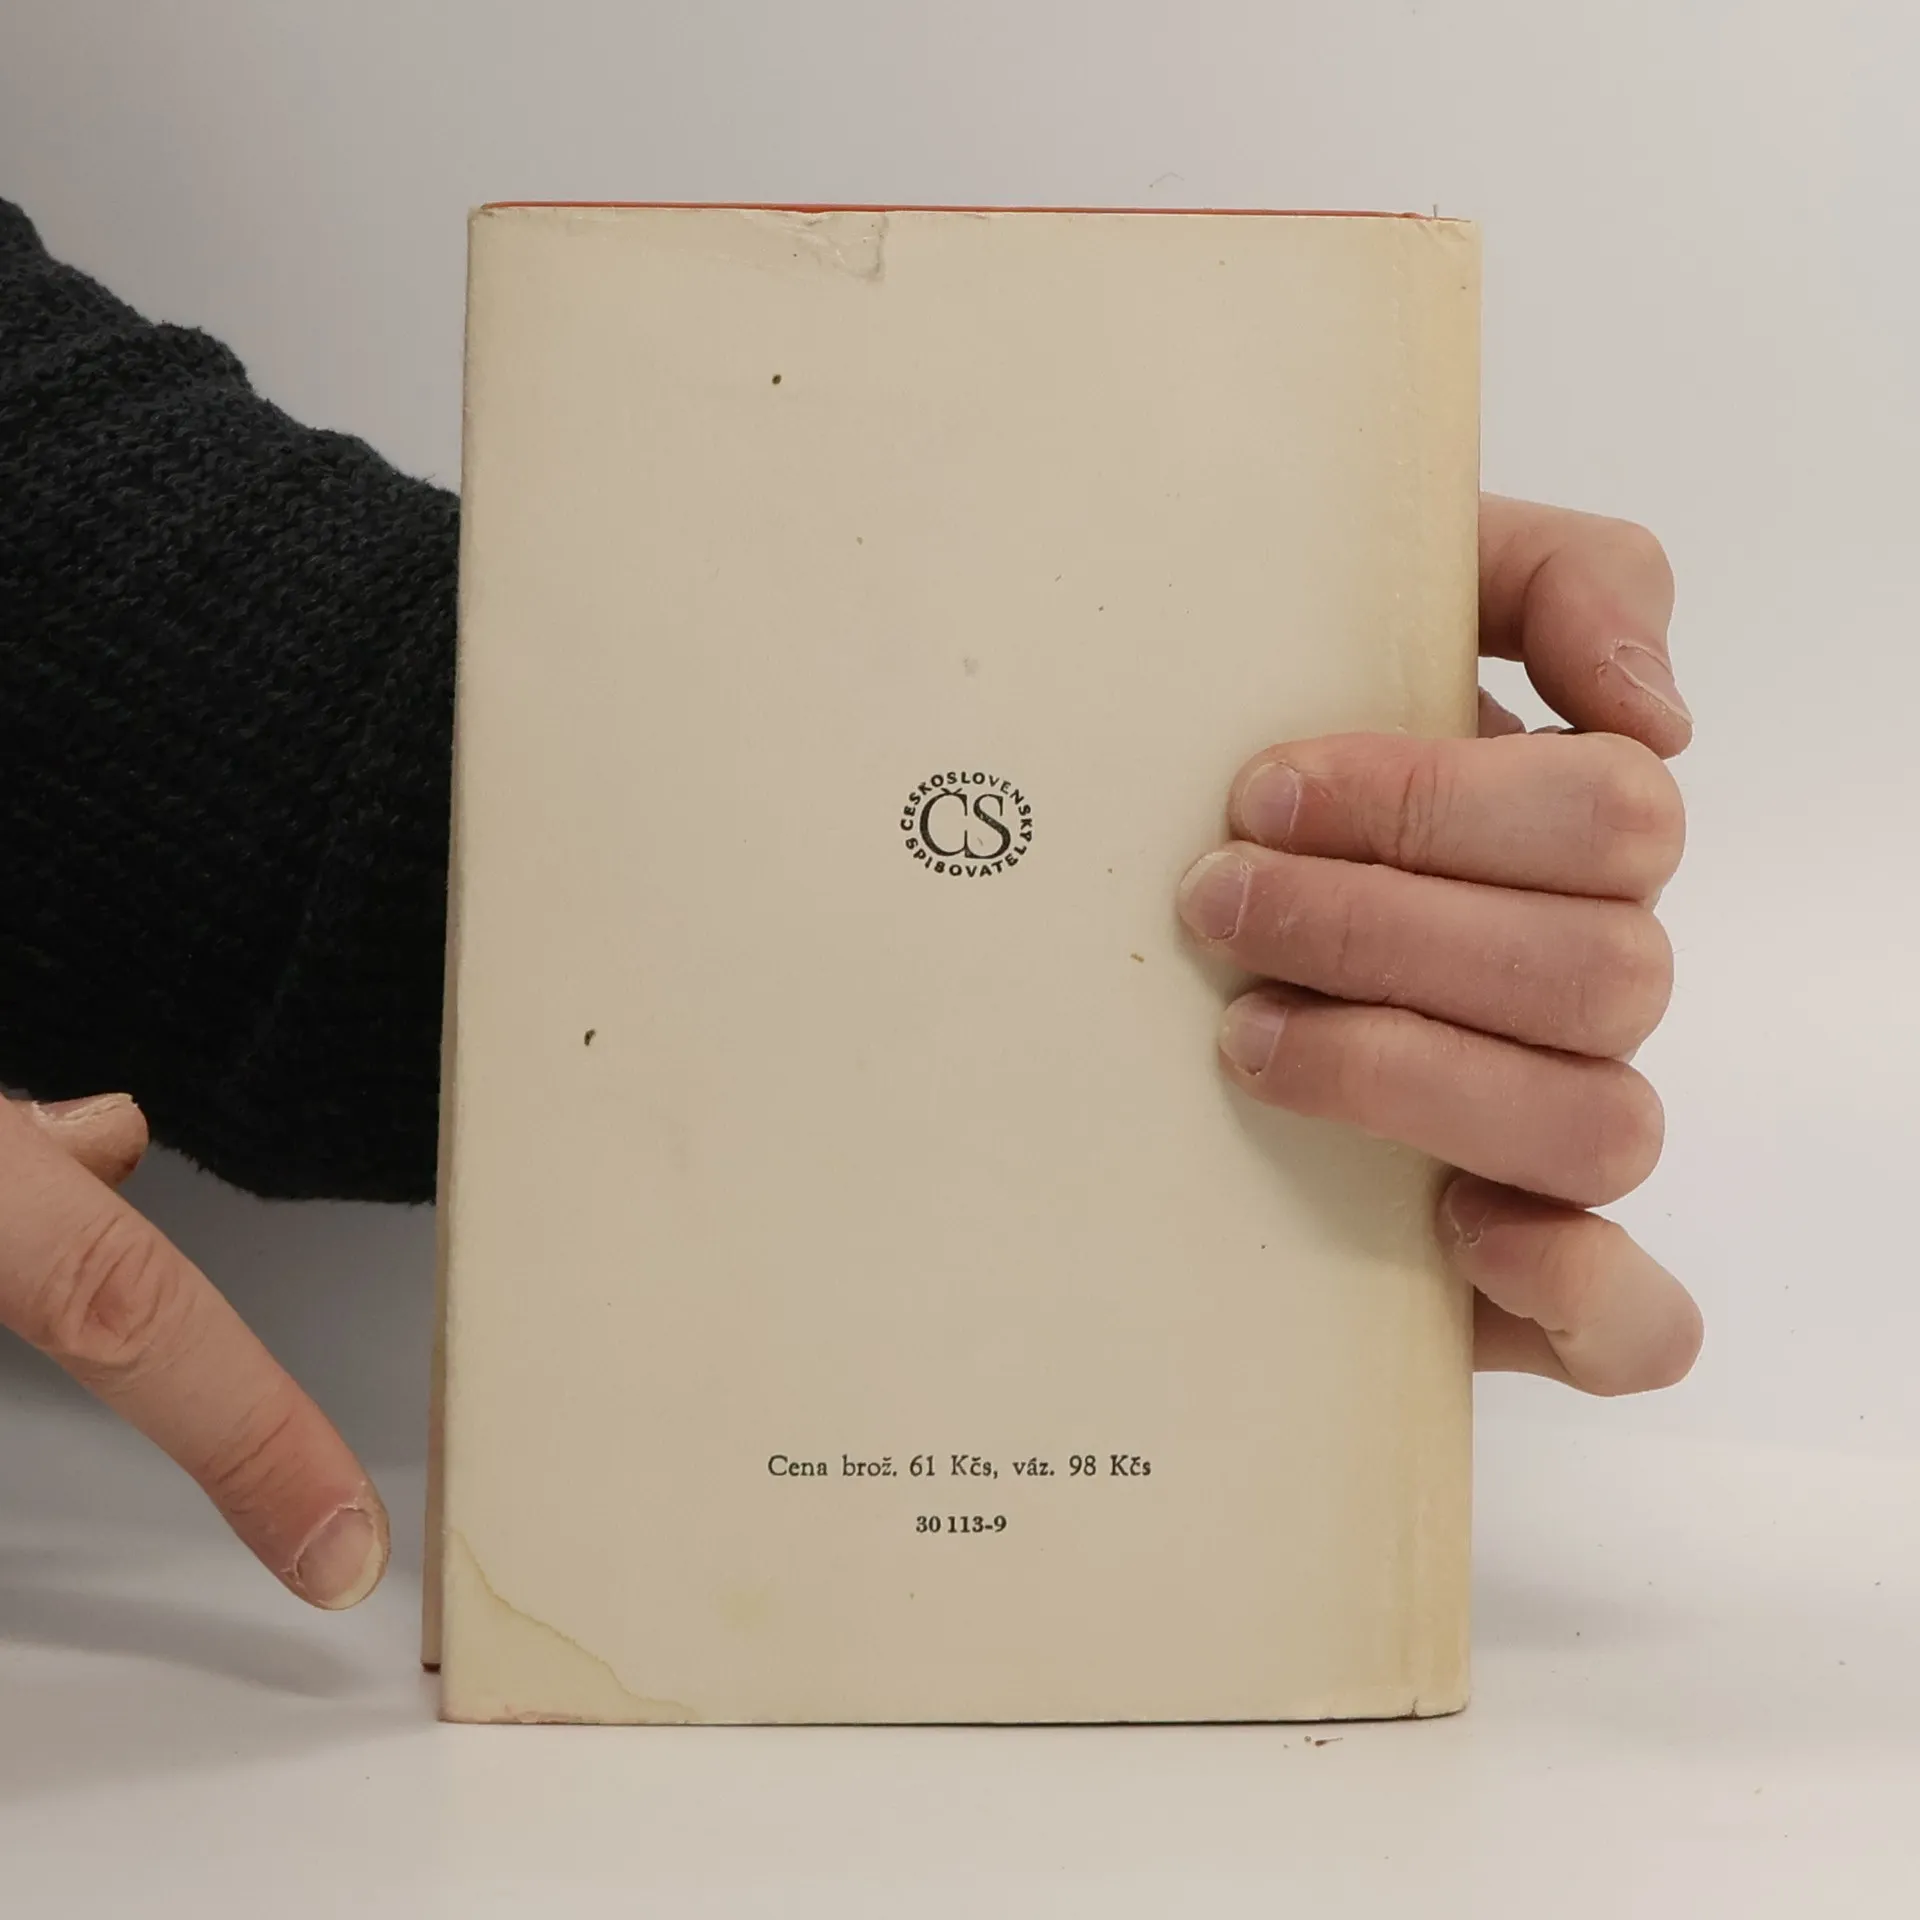 ČESKOSLOVENSKÝ
ČS
SPISOVATEL
Cena brož. 61 Kčs, váz. 98 Kčs
30 113-9